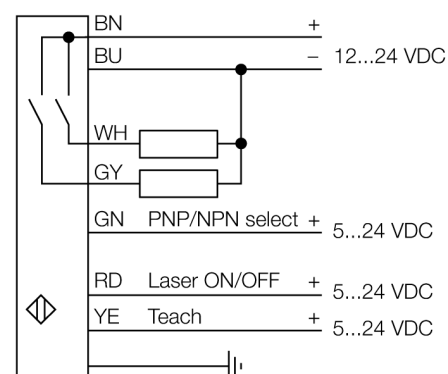 BN +
BU – 12...24 VDC
WH
GY
GN PNP/NPN select + 5...24 VDC
RD Laser ON/OFF + 5...24 VDC
YE Teach + 5...24 VDC